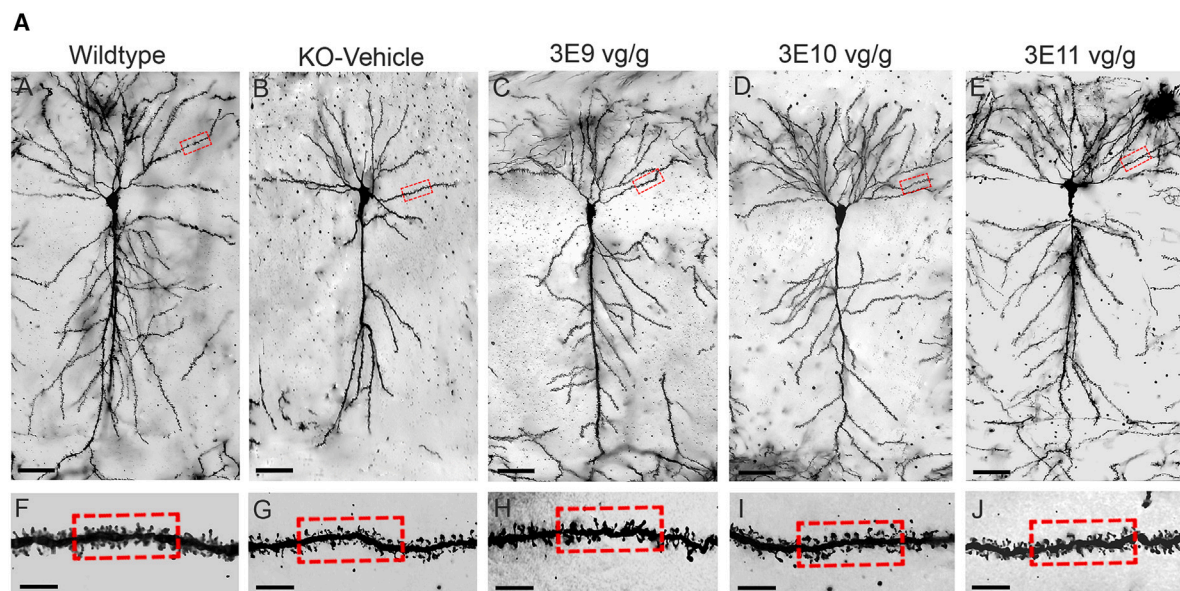 A
Wildtype KO-Vehicle 3E9 vg/g 3E10 vg/g 3E11 vg/g
A B C D E
F G H I J